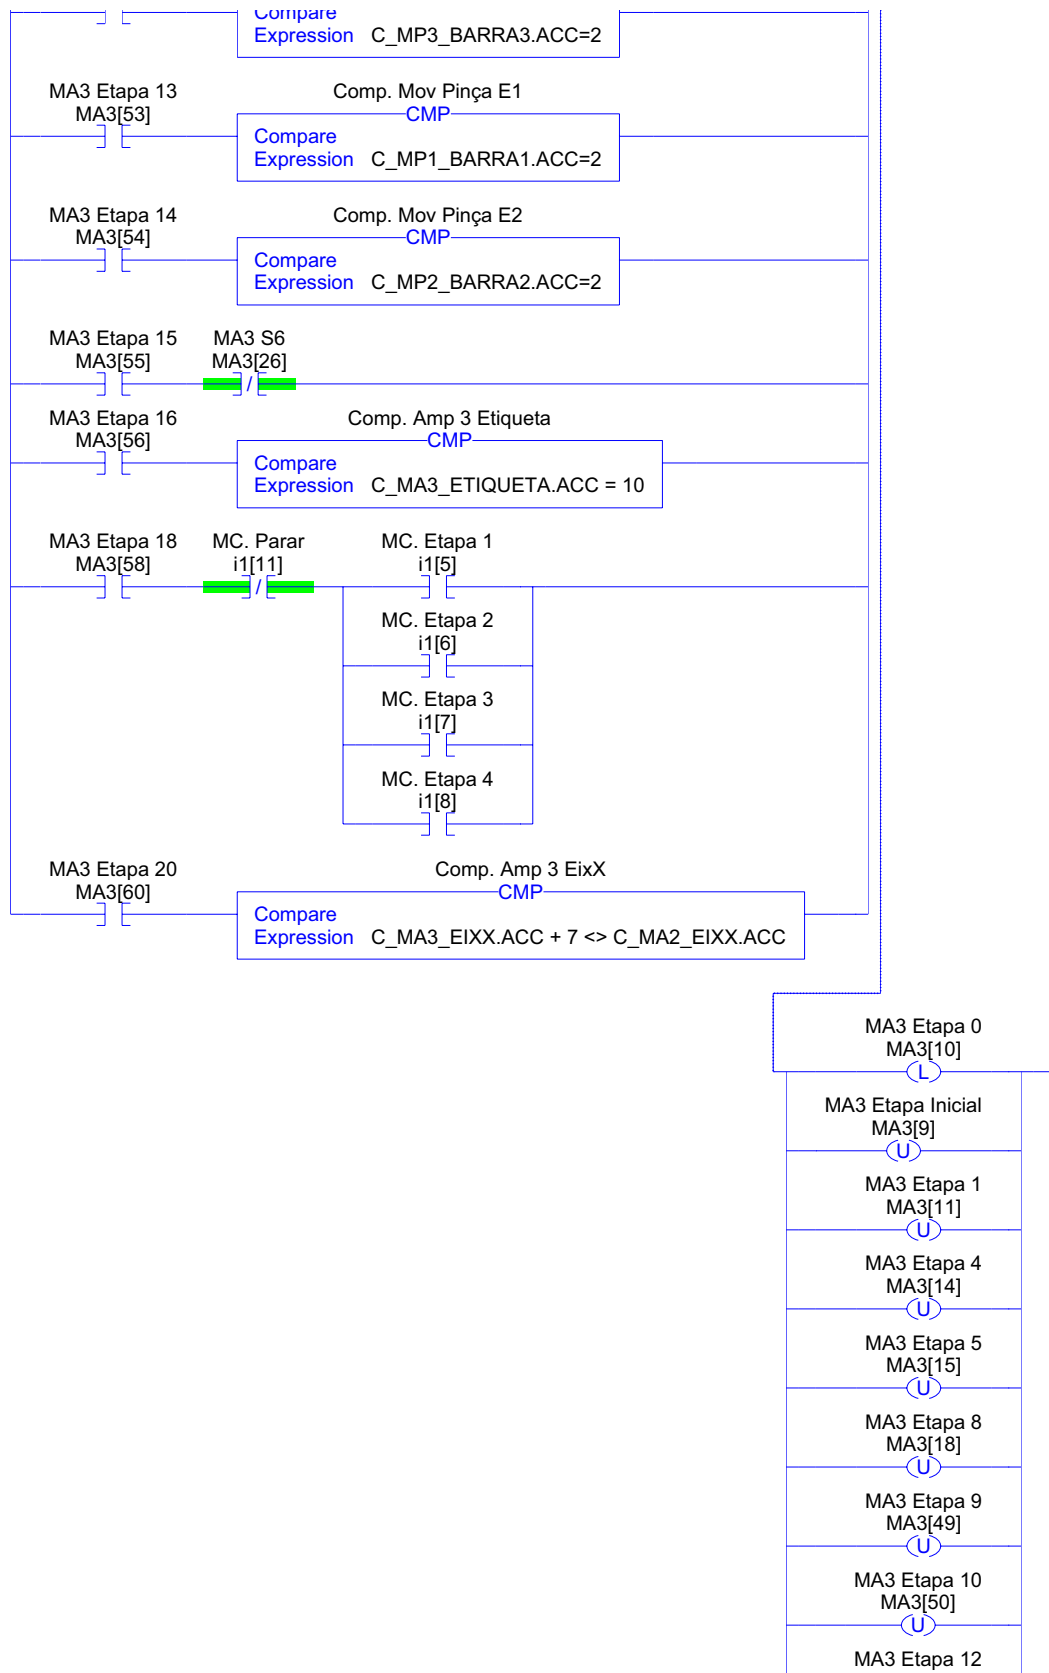 Compare
Expression C_MP3_BARRA3.ACC=2
MA3 Etapa 13
MA3[53]
Comp. Mov Pinça E1
CMP
Compare
Expression C_MP1_BARRA1.ACC=2
MA3 Etapa 14
MA3[54]
Comp. Mov Pinça E2
CMP
Compare
Expression C_MP2_BARRA2.ACC=2
MA3 Etapa 15
MA3[55]
MA3 S6
MA3[26]
/
MA3 Etapa 16
MA3[56]
Comp. Amp 3 Etiqueta
CMP
Compare
Expression C_MA3_ETIQUETA.ACC = 10
MA3 Etapa 18
MA3[58]
MC. Parar
i1[11]
/
MC. Etapa 1
i1[5]
MC. Etapa 2
i1[6]
MC. Etapa 3
i1[7]
MC. Etapa 4
i1[8]
MA3 Etapa 20
MA3[60]
Comp. Amp 3 EixX
CMP
Compare
Expression C_MA3_EIXX.ACC + 7 <> C_MA2_EIXX.ACC
MA3 Etapa 0
MA3[10]
L
MA3 Etapa Inicial
MA3[9]
U
MA3 Etapa 1
MA3[11]
U
MA3 Etapa 4
MA3[14]
U
MA3 Etapa 5
MA3[15]
U
MA3 Etapa 8
MA3[18]
U
MA3 Etapa 9
MA3[49]
U
MA3 Etapa 10
MA3[50]
U
MA3 Etapa 12